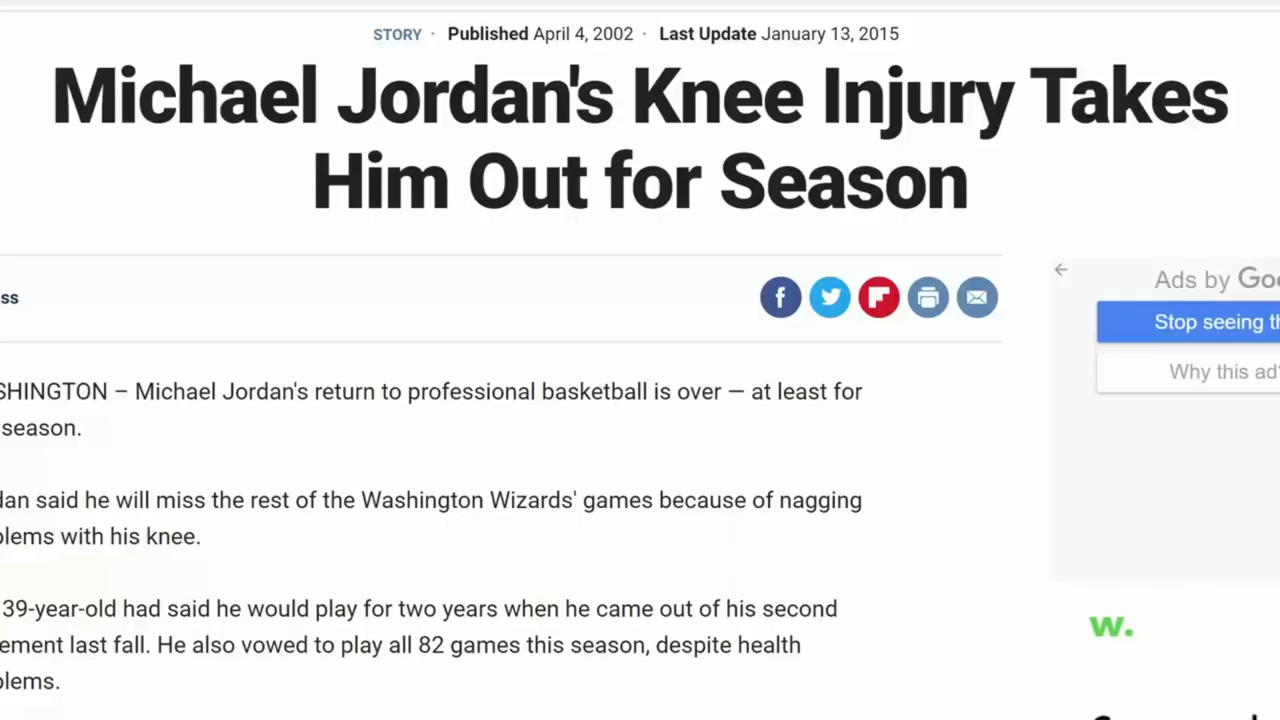 STORY · Published April 4, 2002 · Last Update January 13, 2015
Michael Jordan's Knee Injury Takes
Him Out for Season
ss
Ads by Goo
Stop seeing th
Why this ad?
SHINGTON – Michael Jordan's return to professional basketball is over — at least for
season.
dan said he will miss the rest of the Washington Wizards' games because of nagging
blems with his knee.
39-year-old had said he would play for two years when he came out of his second
ement last fall. He also vowed to play all 82 games this season, despite health
blems.
w.